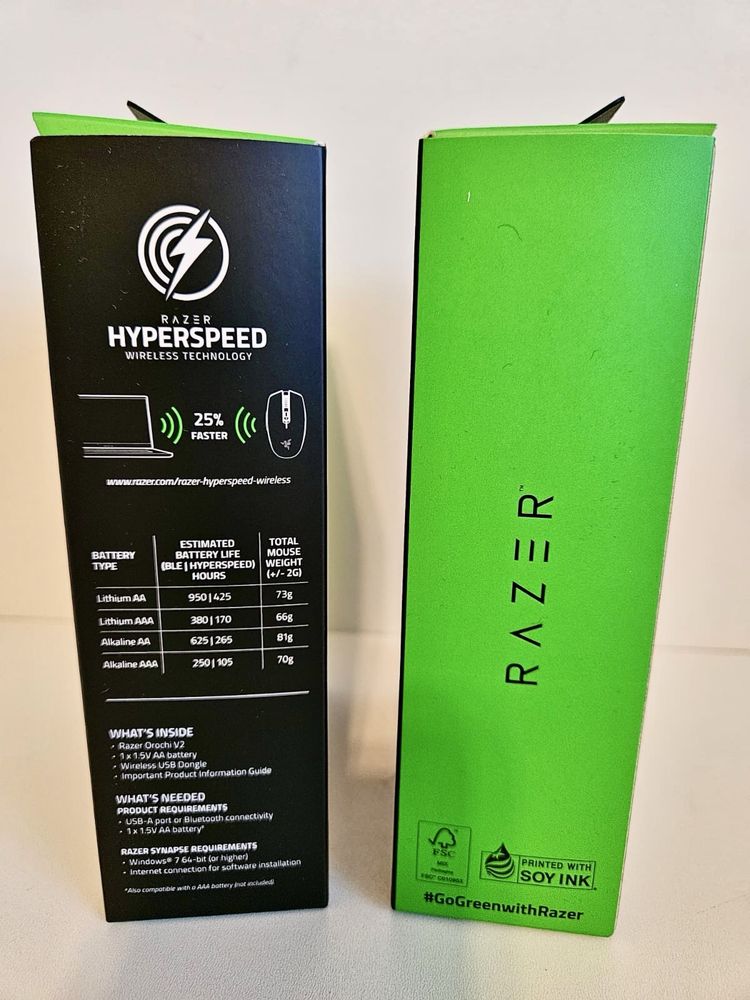 RAZER
HYPERSPEED
WIRELESS TECHNOLOGY
25%
FASTER
www.razer.com/razer-hyperspeed-wireless
BATTERY TYPE | ESTIMATED BATTERY LIFE (BLE | HYPERSPEED) HOURS | TOTAL MOUSE WEIGHT (+/- 2G)
Lithium AA 950 | 425 73g
Lithium AAA 380 | 170 66g
Alkaline AA 625 | 265 81g
Alkaline AAA 250 | 105 70g
WHAT'S INSIDE
· Razer Orochi V2
· 1 x 1.5V AA battery
· Wireless USB Dongle
· Important Product Information Guide
WHAT'S NEEDED
PRODUCT REQUIREMENTS
· USB-A port or Bluetooth connectivity
· 1 x 1.5V AA battery*
RAZER SYNAPSE REQUIREMENTS
· Windows® 7 64-bit (or higher)
· Internet connection for software installation
*Also compatible with a AAA battery (not included)
RAZER™
FSC
MIX
Packaging
FSC®
PRINTED WITH
SOY INK
#GoGreenwithRazer